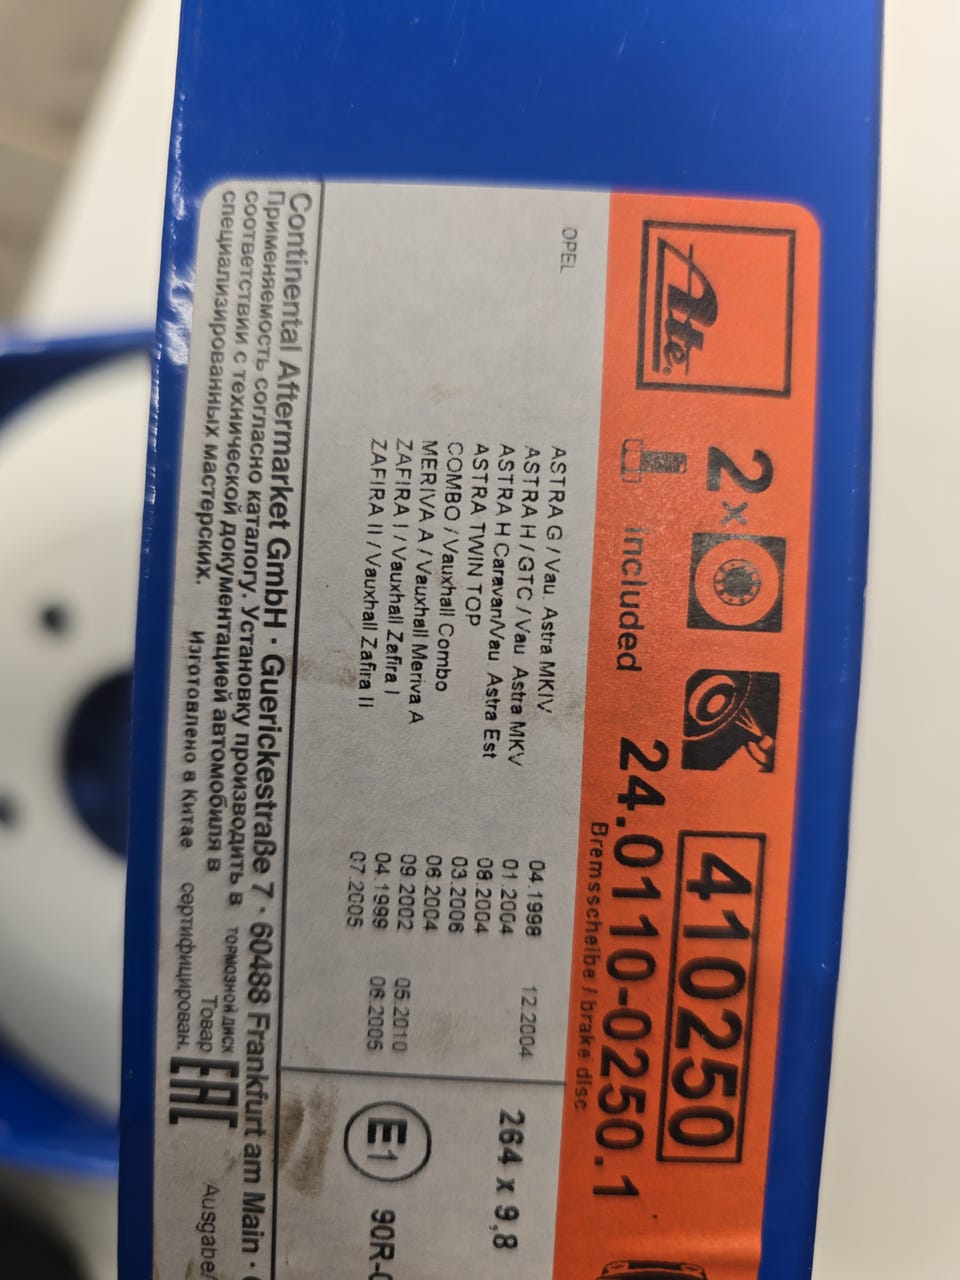 Ate®
2x
410250
included
24.0110-0250.1
Bremsscheibe / brake disc
OPEL
ASTRA G / Vau. Astra MKIV 04.1998 12.2004
ASTRA H / GTC / Vau Astra MKV 01.2004
ASTRA H Caravan/Vau Astra Est 08.2004
ASTRA TWIN TOP 03.2006
COMBO / Vauxhall Combo 06.2004
MERIVA A / Vauxhall Meriva A 09.2002 05.2010
ZAFIRA I / Vauxhall Zafira I 04.1999 06.2005
ZAFIRA II / Vauxhall Zafira II 07.2005
264 x 9,8
E1
90R-
Continental Aftermarket GmbH · Guerickestraße 7 · 60488 Frankfurt am Main ·
Применяемость согласно каталогу. Установку производить в
соответствии с технической документацией автомобиля в
специализированных мастерских.
Изготовлено в Китае
тормозной диск
Товар
сертифицирован.
EAC
Ausgabe/